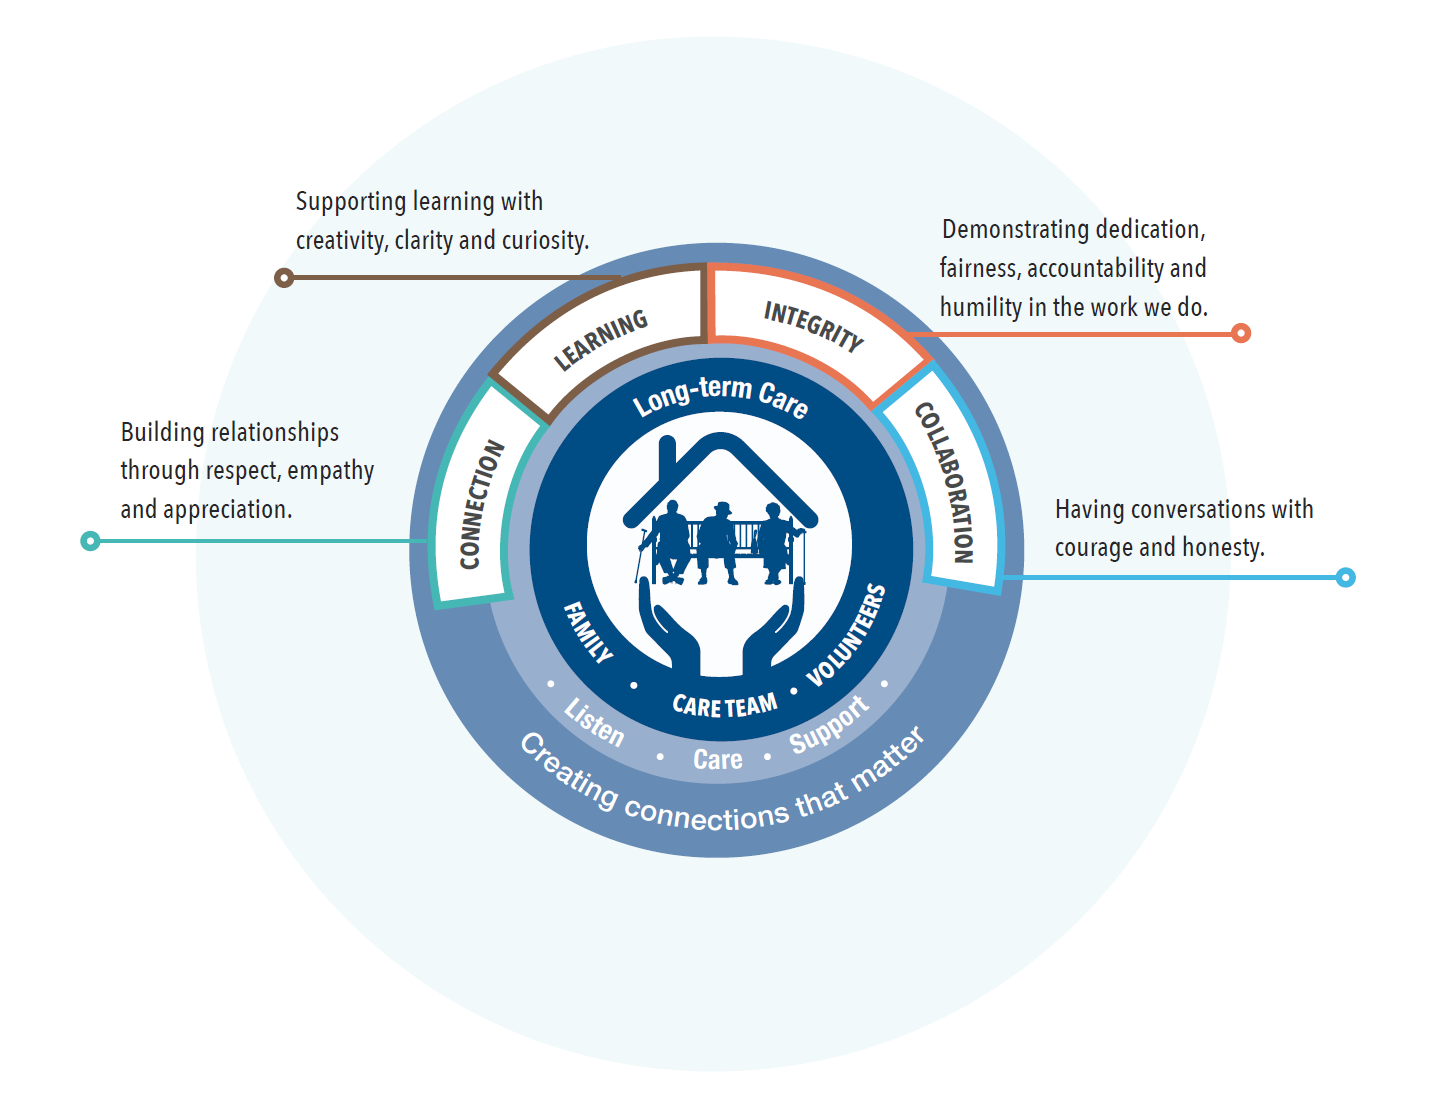 Supporting learning with
creativity, clarity and curiosity.
Demonstrating dedication,
fairness, accountability and
humility in the work we do.
Building relationships
through respect, empathy
and appreciation.
Having conversations with
courage and honesty.
CONNECTION
LEARNING
INTEGRITY
COLLABORATION
Long-term Care
FAMILY • CARE TEAM • VOLUNTEERS
• Listen • Care • Support •
Creating connections that matter